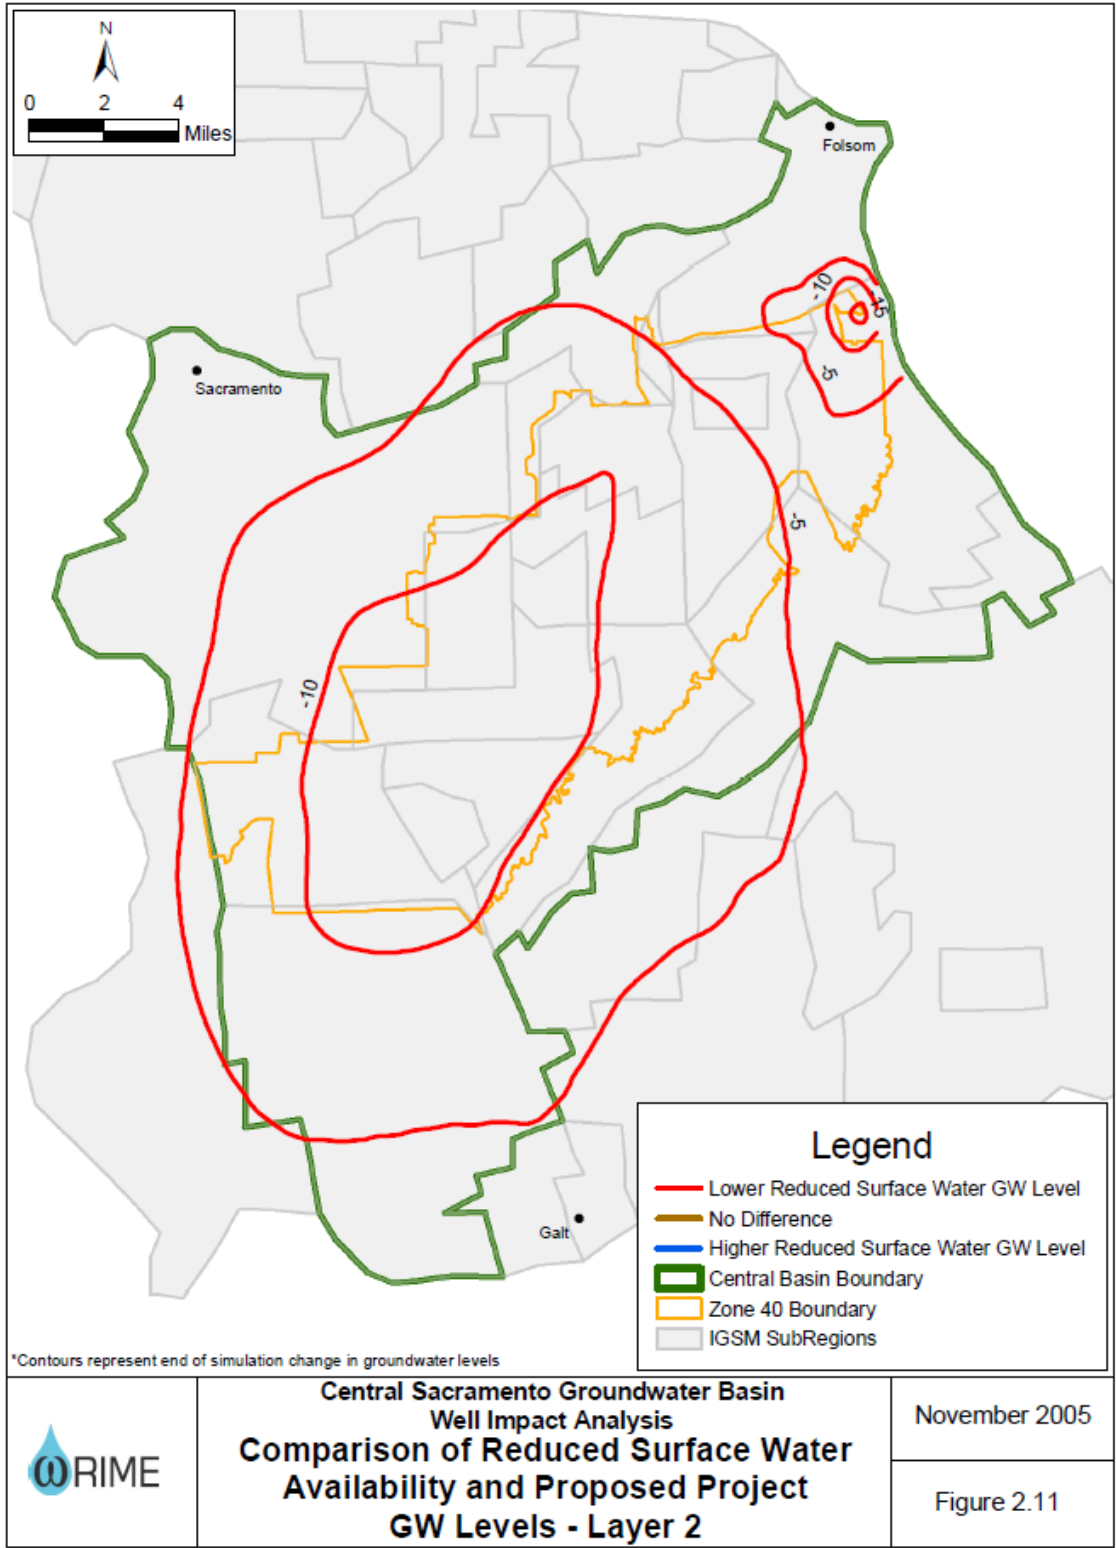 N
0 2 4
Miles
Folsom
-10
-15
-5
Sacramento
-5
-10
Galt
Legend
Lower Reduced Surface Water GW Level
No Difference
Higher Reduced Surface Water GW Level
Central Basin Boundary
Zone 40 Boundary
IGSM SubRegions
*Contours represent end of simulation change in groundwater levels
WRIME
Central Sacramento Groundwater Basin
Well Impact Analysis
Comparison of Reduced Surface Water
Availability and Proposed Project
GW Levels - Layer 2
November 2005
Figure 2.11